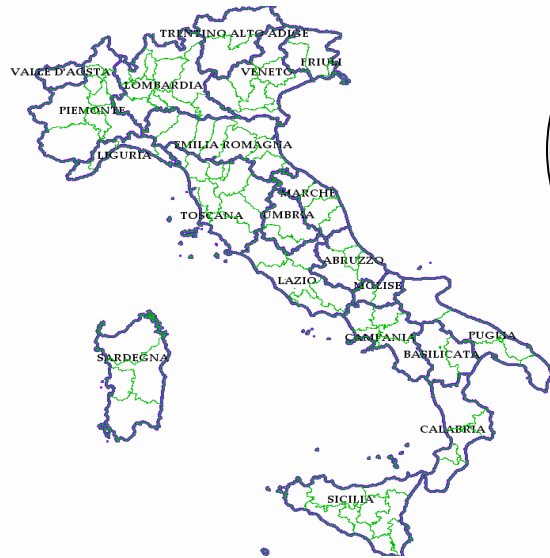 TRENTINO ALTO ADIGE
FRIULI
VALLE D'AOSTA
VENETO
LOMBARDIA
PIEMONTE
EMILIA ROMAGNA
LIGURIA
MARCHE
TOSCANA
UMBRIA
ABRUZZO
LAZIO
MOLISE
CAMPANIA
PUGLIA
BASILICATA
SARDEGNA
CALABRIA
SICILIA